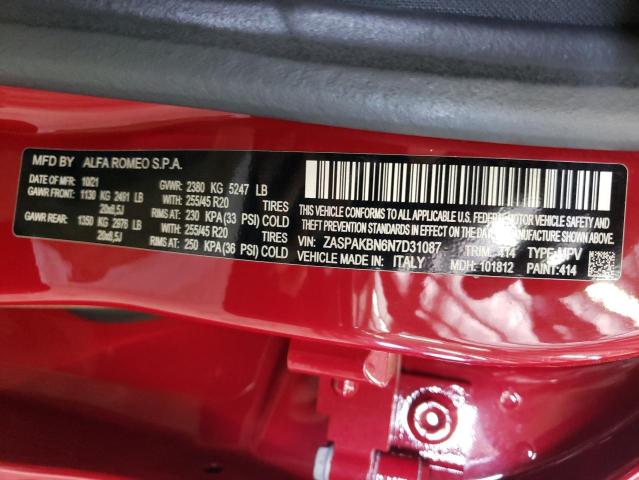 MFD BY ALFA ROMEO S.P.A.
10/21 GVWR: 2380 KG 5247 LB
GAWR FRONT: 1130 KG 2491 LB WITH: 255/45 R20 TIRES
20x8,5J RIMS AT: 230 KPA (33 PSI) COLD
GAWR REAR: 1350 KG 2976 LB WITH: 255/45 R20 TIRES
20x8,5J RIMS AT: 250 KPA (36 PSI) COLD
THIS VEHICLE CONFORMS TO ALL APPLICABLE U.S. FEDERAL MOTOR VEHICLE SAFETY, BUMPER AND
THEFT PREVENTION STANDARDS IN EFFECT ON THE DATE OF MANUFACTURE SHOWN ABOVE.
VIN: ZASPAKBN6N7D31087 TRIM: 414 TYPE: MPV
VEHICLE MADE IN: ITALY MDH: 101812 PAINT: 414